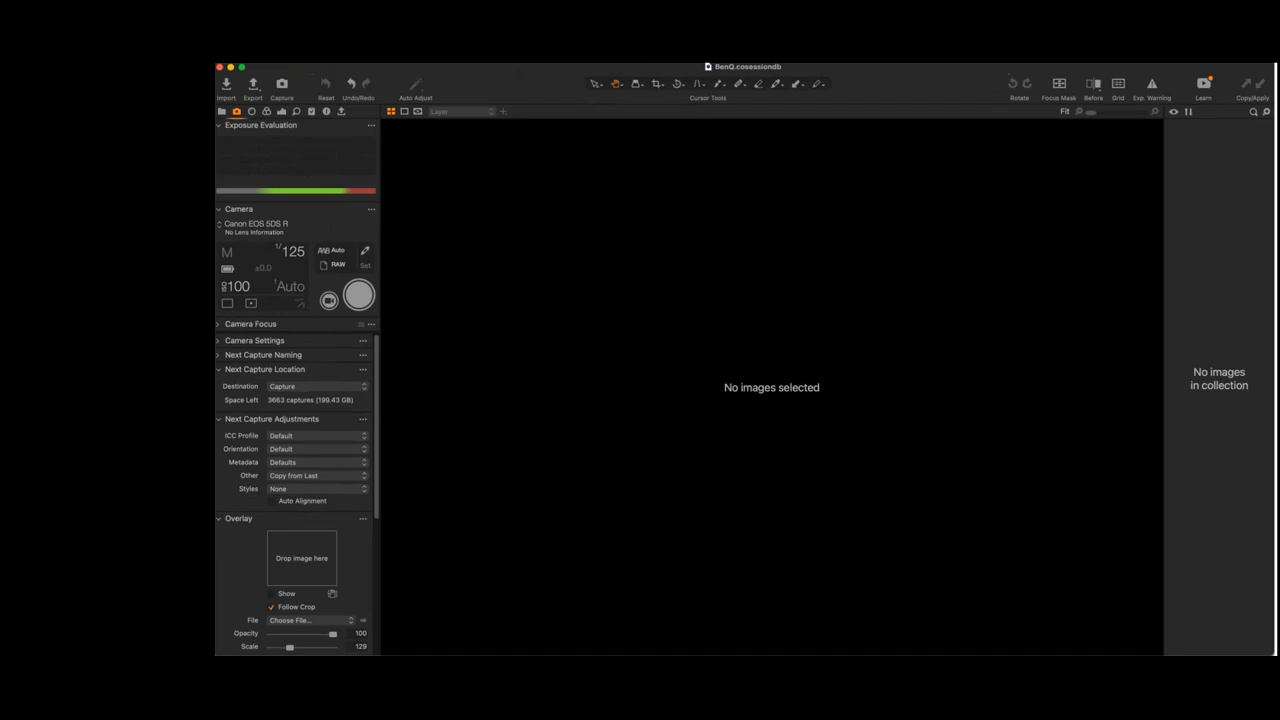 BenQ.cosessiondb
Import Export Capture Reset Undo/Redo Auto Adjust Cursor Tools Rotate Focus Mask Before Grid Exp. Warning Learn Copy/Apply
Layer Fit
Exposure Evaluation
Camera
Canon EOS 5DS R
No Lens Information
M 1/125 AWB Auto
±0.0 RAW Set
ISO 100 f Auto
Camera Focus
Camera Settings
Next Capture Naming
Next Capture Location
Destination Capture
Space Left 3663 captures (199.43 GB)
Next Capture Adjustments
ICC Profile Default
Orientation Default
Metadata Defaults
Other Copy from Last
Styles None
Auto Alignment
Overlay
Drop image here
Show
Follow Crop
File Choose File...
Opacity 100
Scale 129
No images selected
No images
in collection